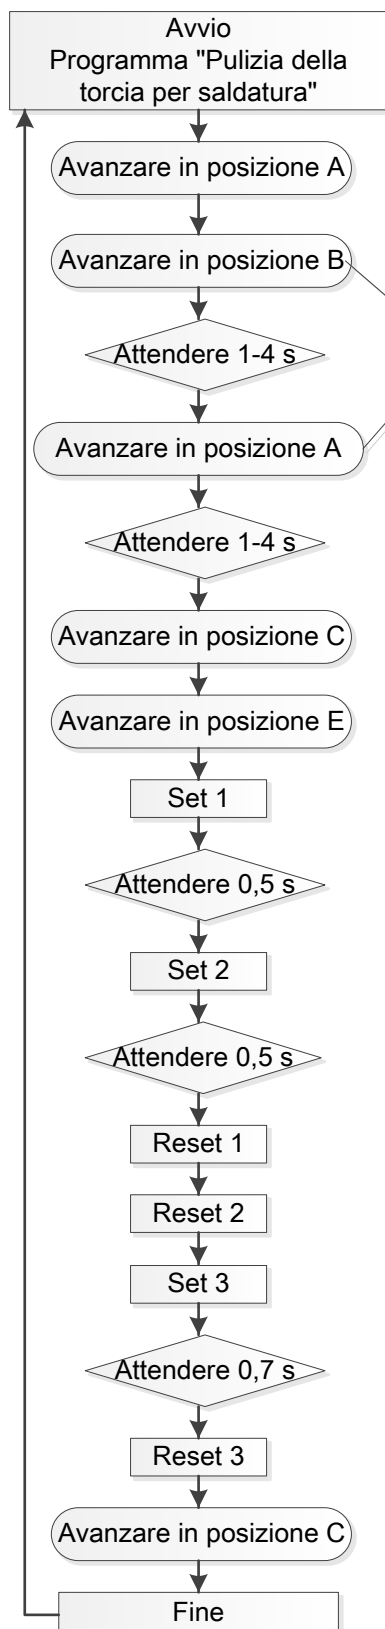 Avvio
Programma "Pulizia della
torcia per saldatura"
Avanzare in posizione A
Avanzare in posizione B
Attendere 1-4 s
Avanzare in posizione A
Attendere 1-4 s
Avanzare in posizione C
Avanzare in posizione E
Set 1
Attendere 0,5 s
Set 2
Attendere 0,5 s
Reset 1
Reset 2
Set 3
Attendere 0,7 s
Reset 3
Avanzare in posizione C
Fine